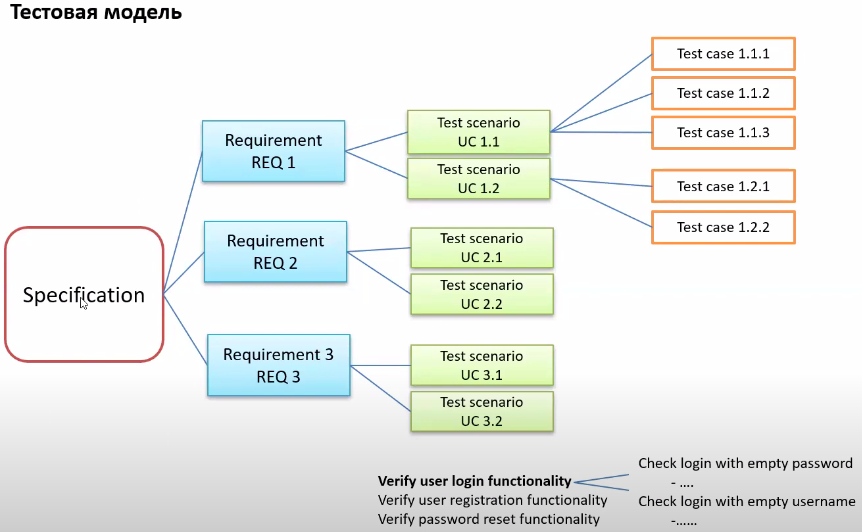 Тестовая модель
Specification
Requirement
REQ 1
Test scenario
UC 1.1
Test case 1.1.1
Test case 1.1.2
Test case 1.1.3
Test scenario
UC 1.2
Test case 1.2.1
Test case 1.2.2
Requirement
REQ 2
Test scenario
UC 2.1
Test scenario
UC 2.2
Requirement 3
REQ 3
Test scenario
UC 3.1
Test scenario
UC 3.2
Verify user login functionality
Verify user registration functionality
Verify password reset functionality
Check login with empty password
- ....
Check login with empty username
-......